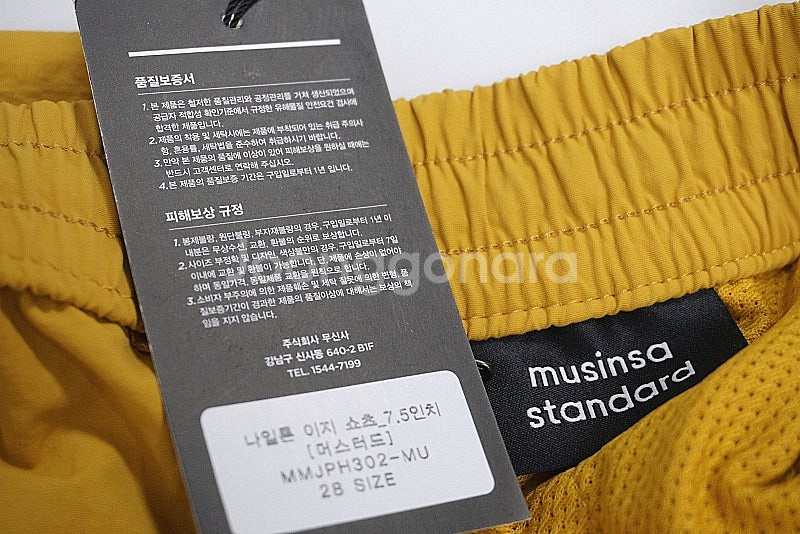 품질보증서
1. 본 제품은 철저한 품질관리와 공정관리를 거쳐 생산되었으며
공급자 적합성 확인기준에서 규정한 유해물질 안전요건 검사에
합격한 제품입니다.
2. 제품의 착용 및 세탁시에는 제품에 부착되어 있는 취급 주의사
항, 혼용률, 세탁법을 준수하여 취급하시기 바랍니다.
3. 만약 본 제품의 품질에 이상이 있어 피해보상을 원하실 때에는
반드시 고객센터로 연락해 주십시오.
4. 본 제품의 품질보증 기간은 구입일로부터 1년 입니다.
피해보상 규정
1. 봉제불량, 원단불량, 부자재불량의 경우, 구입일로부터 1년 이
내분은 무상수선, 교환, 환불의 순위로 보상합니다.
2. 사이즈 부정확 및 디자인, 색상불만의 경우, 구입일로부터 7일
이내에 교환 및 환불이 가능합니다. 단, 제품에 손상이 없어야
하며 동일가격, 동일제품 교환을 원칙으로 합니다.
3. 소비자 부주의에 의한 제품훼손 및 세탁 잘못에 의한 변형, 품
질보증기간이 경과한 제품의 품질이상에 대해서는 보상의 책
임을 지지 않습니다.
주식회사 무신사
강남구 신사동 640-2 B1F
TEL. 1544-7199
나일론 이지 쇼츠_7.5인치
[머스터드]
MMJPH302-MU
28 SIZE
musinsa
standard